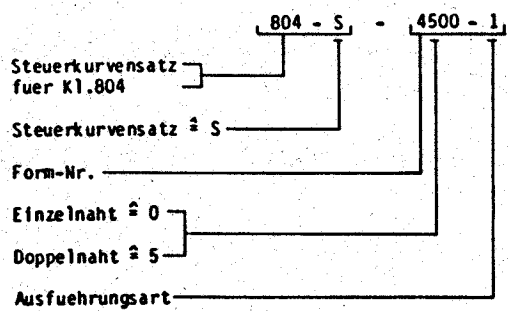 804 - S - 4500 - 1
Steuerkurvensatz
fuer Kl.804
Steuerkurvensatz ≙ S
Form-Nr.
Einzelnaht ≙ 0
Doppelnaht ≙ 5
Ausfuehrungsart